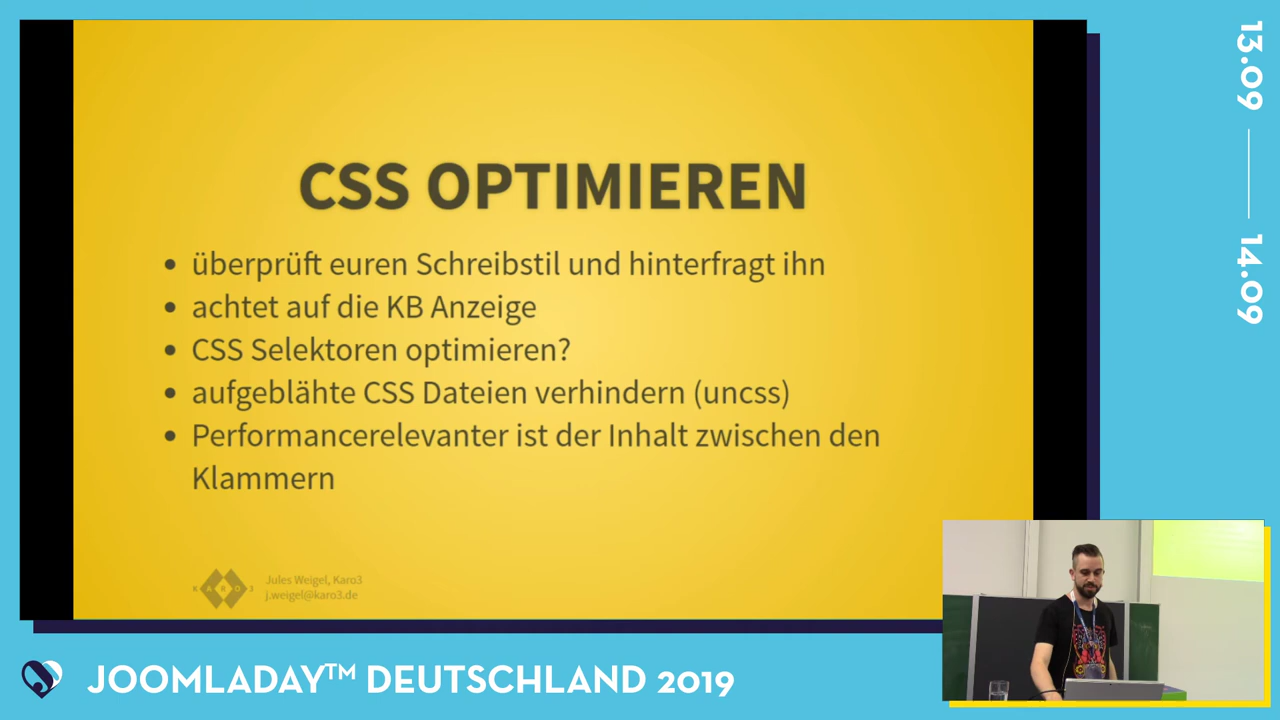 CSS OPTIMIEREN
• überprüft euren Schreibstil und hinterfragt ihn
• achtet auf die KB Anzeige
• CSS Selektoren optimieren?
• aufgeblähte CSS Dateien verhindern (uncss)
• Performancerelevanter ist der Inhalt zwischen den
Klammern
KARO3
Jules Weigel, Karo3
j.weigel@karo3.de
13.09
14.09
JOOMLADAY™ DEUTSCHLAND 2019